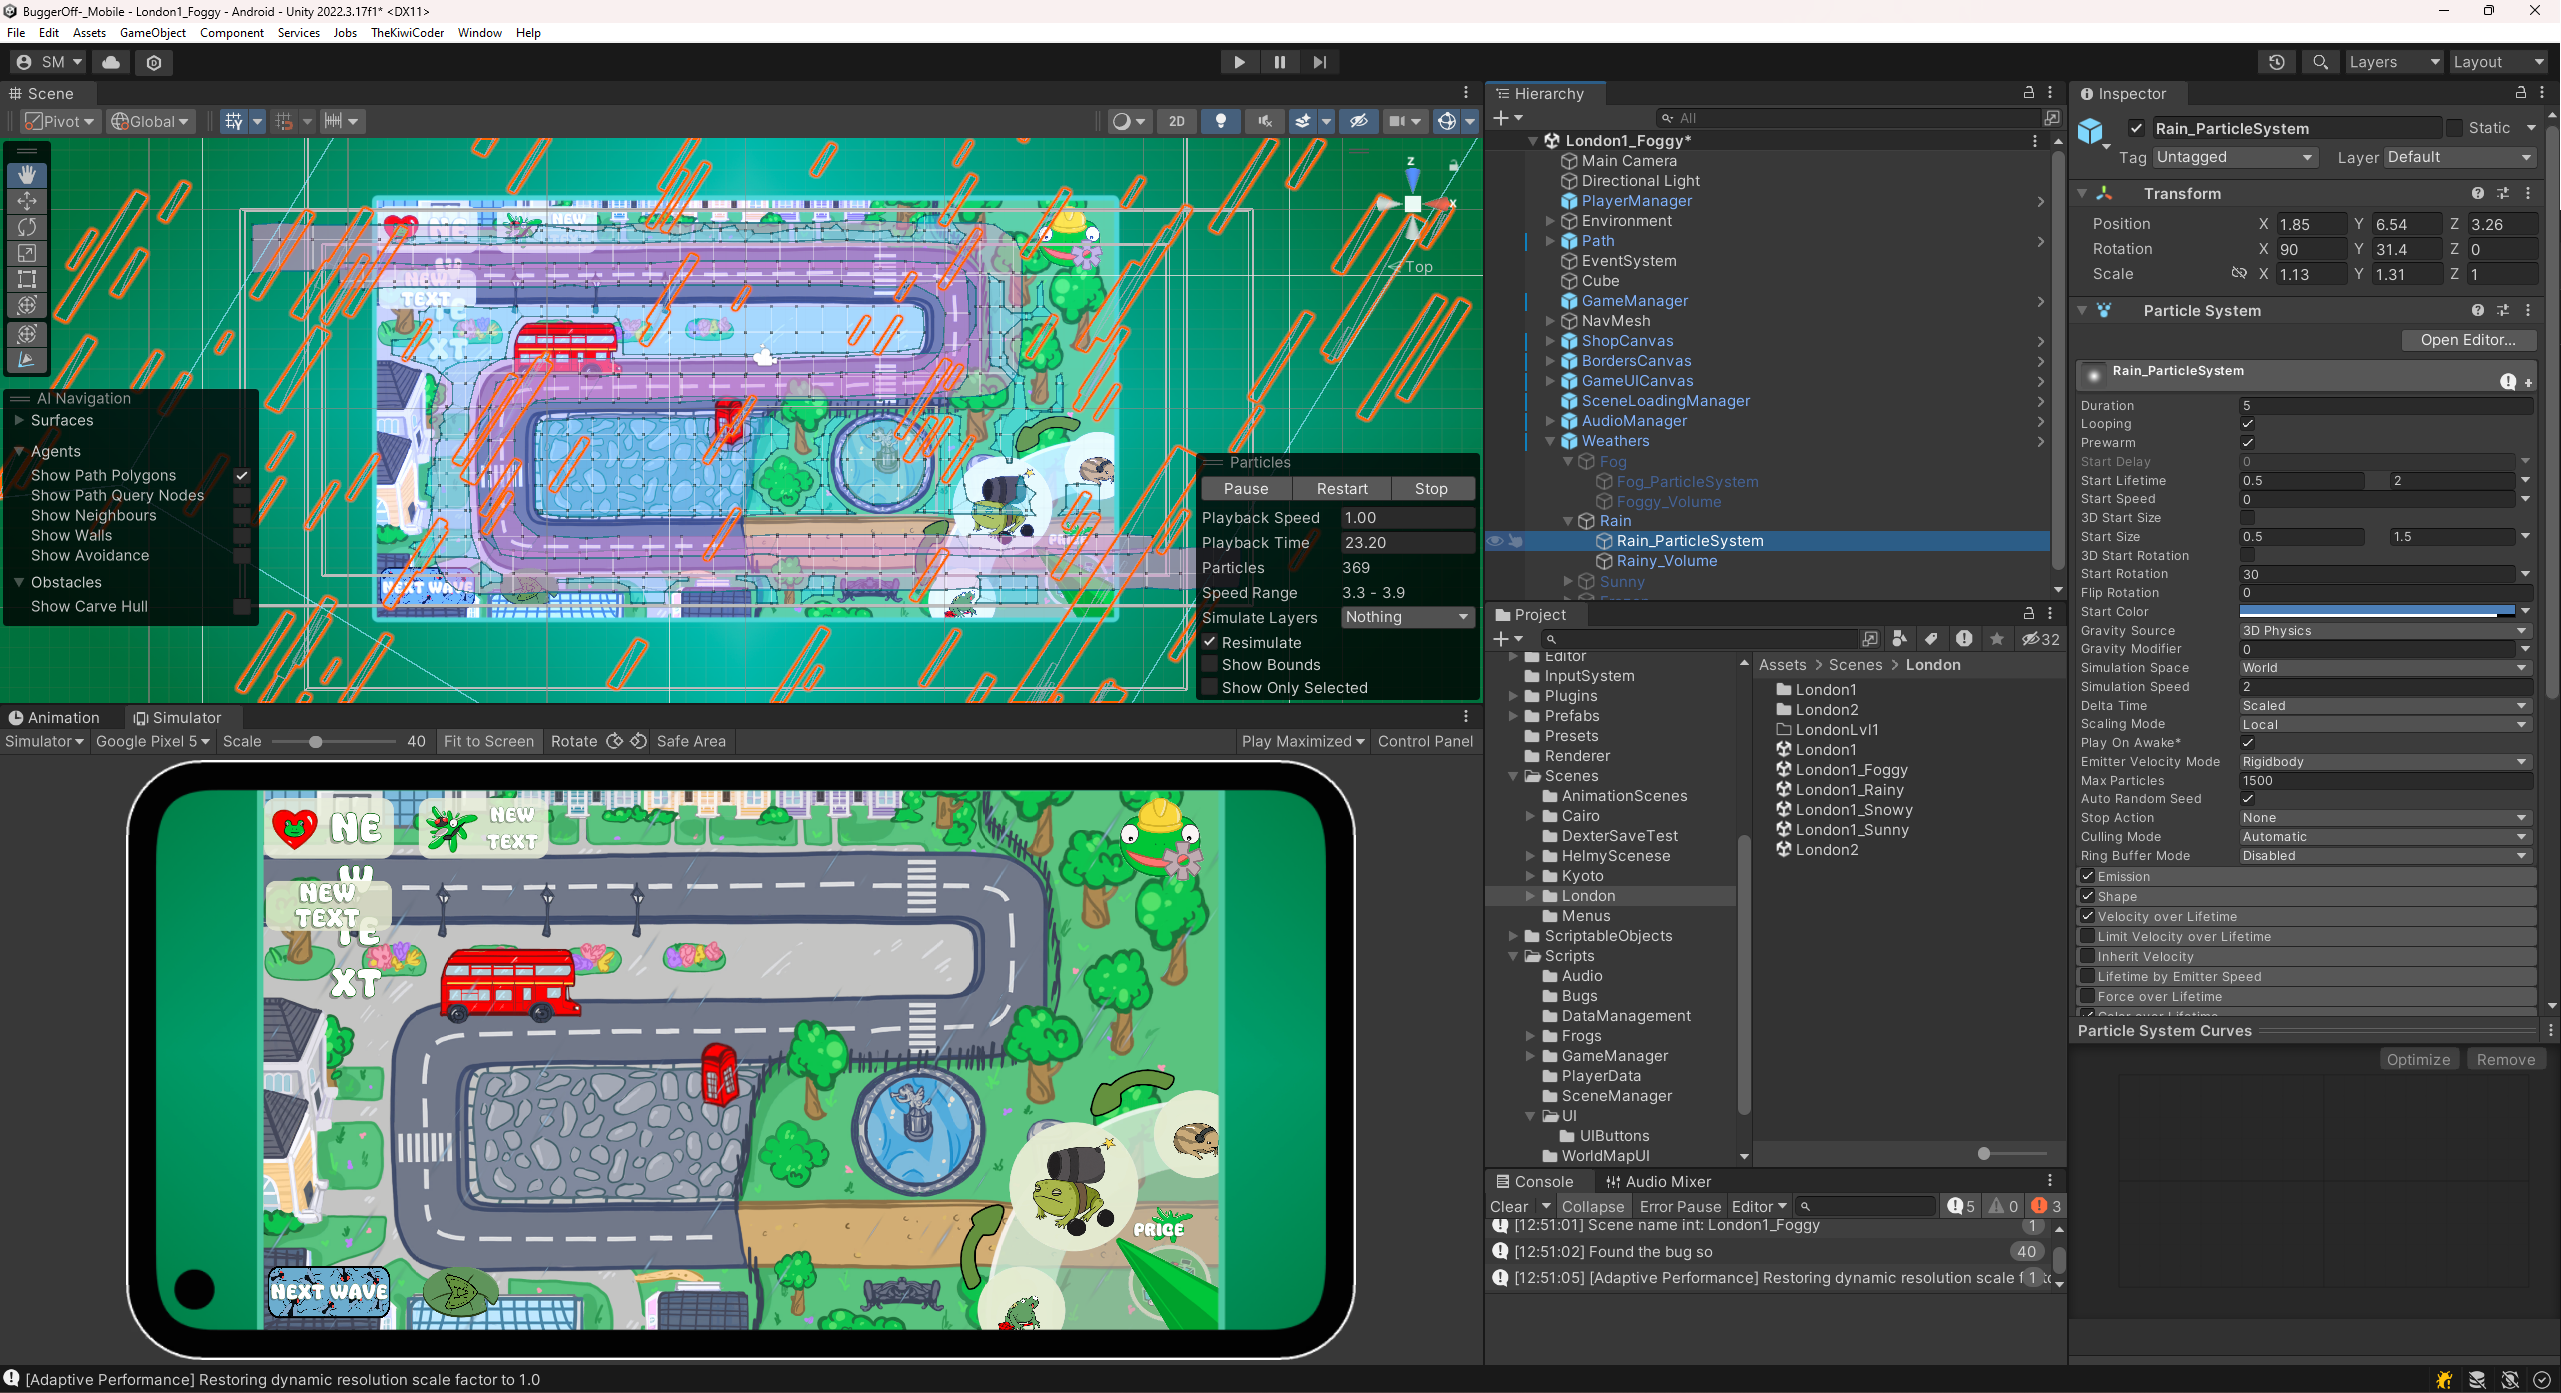 BuggerOff-_Mobile - London1_Foggy - Android - Unity 2022.3.17f1* <DX11>
File Edit Assets GameObject Component Services Jobs TheKiwiCoder Window Help
SM
Layers Layout
Scene
Pivot Global 2D
z
x
Top
AI Navigation
Surfaces
Agents
Show Path Polygons
Show Path Query Nodes
Show Neighbours
Show Walls
Show Avoidance
Obstacles
Show Carve Hull
NE
NEW
NEW
TEXT
XT
NEXT WAVE
Particles
Pause Restart Stop
Playback Speed 1.00
Playback Time 23.20
Particles 369
Speed Range 3.3 - 3.9
Simulate Layers Nothing
Resimulate
Show Bounds
Show Only Selected
Animation Simulator
Simulator Google Pixel 5 Scale 40 Fit to Screen Rotate Safe Area Play Maximized Control Panel
NE
NEW
TEXT
W
NEW
TEXT
TE
XT
PRICE
NEXT WAVE
Hierarchy
All
London1_Foggy*
Main Camera
Directional Light
PlayerManager
Environment
Path
EventSystem
Cube
GameManager
NavMesh
ShopCanvas
BordersCanvas
GameUICanvas
SceneLoadingManager
AudioManager
Weathers
Fog
Fog_ParticleSystem
Foggy_Volume
Rain
Rain_ParticleSystem
Rainy_Volume
Sunny
Project
32
Editor
InputSystem
Plugins
Prefabs
Presets
Renderer
Scenes
AnimationScenes
Cairo
DexterSaveTest
HelmyScenese
Kyoto
London
Menus
ScriptableObjects
Scripts
Audio
Bugs
DataManagement
Frogs
GameManager
PlayerData
SceneManager
UI
UIButtons
WorldMapUI
Assets > Scenes > London
London1
London2
LondonLvl1
London1
London1_Foggy
London1_Rainy
London1_Snowy
London1_Sunny
London2
Console Audio Mixer
Clear Collapse Error Pause Editor 5 0 3
[12:51:01] Scene name int: London1_Foggy 1
[12:51:02] Found the bug so 40
[12:51:05] [Adaptive Performance] Restoring dynamic resolution scale 1
Inspector
Rain_ParticleSystem Static
Tag Untagged Layer Default
Transform
Position X 1.85 Y 6.54 Z 3.26
Rotation X 90 Y 31.4 Z 0
Scale X 1.13 Y 1.31 Z 1
Particle System
Open Editor...
Rain_ParticleSystem
Duration 5
Looping
Prewarm
Start Delay 0
Start Lifetime 0.5 2
Start Speed 0
3D Start Size
Start Size 0.5 1.5
3D Start Rotation
Start Rotation 30
Flip Rotation 0
Start Color
Gravity Source 3D Physics
Gravity Modifier 0
Simulation Space World
Simulation Speed 2
Delta Time Scaled
Scaling Mode Local
Play On Awake*
Emitter Velocity Mode Rigidbody
Max Particles 1500
Auto Random Seed
Stop Action None
Culling Mode Automatic
Ring Buffer Mode Disabled
Emission
Shape
Velocity over Lifetime
Limit Velocity over Lifetime
Inherit Velocity
Lifetime by Emitter Speed
Force over Lifetime
Color over Lifetime
Particle System Curves
Optimize Remove
[Adaptive Performance] Restoring dynamic resolution scale factor to 1.0